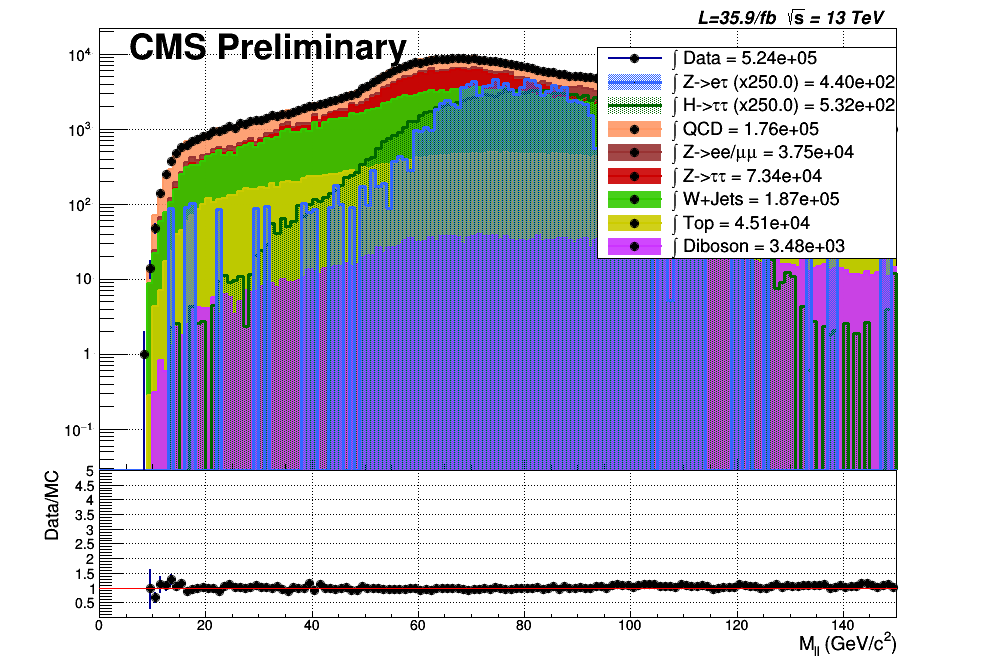 L=35.9/fb √s = 13 TeV
CMS Preliminary
∫ Data = 5.24e+05
∫ Z->eτ (x250.0) = 4.40e+02
∫ H->ττ (x250.0) = 5.32e+02
∫ QCD = 1.76e+05
∫ Z->ee/μμ = 3.75e+04
∫ Z->ττ = 7.34e+04
∫ W+Jets = 1.87e+05
∫ Top = 4.51e+04
∫ Diboson = 3.48e+03
10⁴
10³
10²
10
1
10⁻¹
Data/MC
5
4.5
4
3.5
3
2.5
2
1.5
1
0.5
0 20 40 60 80 100 120 140
M_ll (GeV/c²)